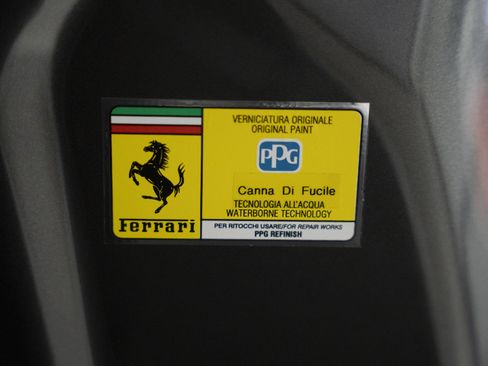 VERNICIATURA ORIGINALE
ORIGINAL PAINT
PPG
Canna Di Fucile
TECNOLOGIA ALL'ACQUA
WATERBORNE TECHNOLOGY
Ferrari
PER RITOCCHI USARE/FOR REPAIR WORKS
PPG REFINISH